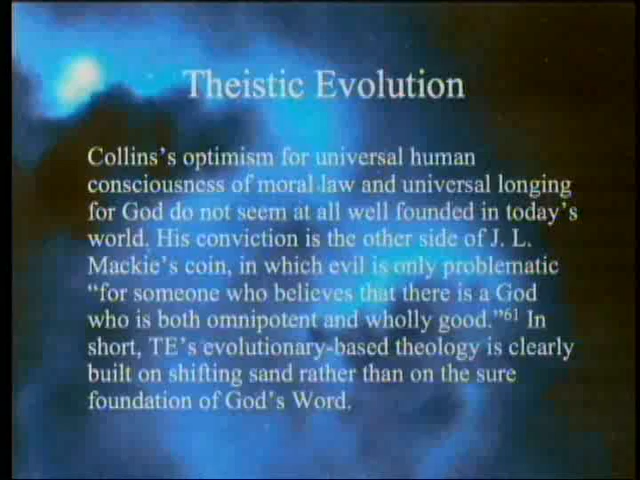 Theistic Evolution
Collins's optimism for universal human
consciousness of moral law and universal longing
for God do not seem at all well founded in today's
world. His conviction is the other side of J. L.
Mackie's coin, in which evil is only problematic
“for someone who believes that there is a God
who is both omnipotent and wholly good.”61 In
short, TE's evolutionary-based theology is clearly
built on shifting sand rather than on the sure
foundation of God's Word.